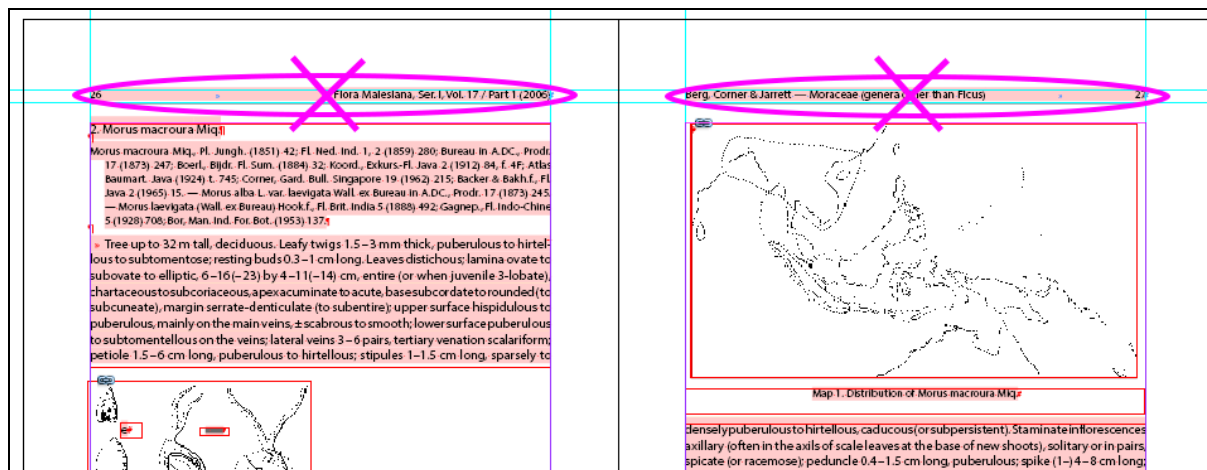 26 Flora Malesiana, Ser. I, Vol. 17 / Part 1 (2006)
2. Morus macroura Miq.
Morus macroura Miq., Pl. Jungh. (1851) 42; Fl. Ned. Ind. 1, 2 (1859) 280; Bureau in A.DC., Prodr.
17 (1873) 247; Boerl., Bijdr. Fl. Sum. (1884) 32; Koord., Exkurs.-Fl. Java 2 (1912) 84, f. 4F; Atlas
Baumart. Java (1924) t. 745; Corner, Gard. Bull. Singapore 19 (1962) 215; Backer & Bakh.f., Fl.
Java 2 (1965) 15. — Morus alba L. var. laevigata Wall. ex Bureau in A.DC., Prodr. 17 (1873) 245.
— Morus laevigata (Wall. ex Bureau) Hook.f., Fl. Brit. India 5 (1888) 492; Gagnep., Fl. Indo-Chine
5 (1928) 708; Bor, Man. Ind. For. Bot. (1953) 137.
Tree up to 32 m tall, deciduous. Leafy twigs 1.5–3 mm thick, puberulous to hirtel-
lous to subtomentose; resting buds 0.3–1 cm long. Leaves distichous; lamina ovate to
subovate to elliptic, 6–16(–23) by 4–11(–14) cm, entire (or when juvenile 3-lobate),
chartaceous to subcoriaceous, apex acuminate to acute, base subcordate to rounded (to
subcuneate), margin serrate-denticulate (to subentire); upper surface hispidulous to
puberulous, mainly on the main veins, ± scabrous to smooth; lower surface puberulous
to subtomentellous on the veins; lateral veins 3–6 pairs, tertiary venation scalariform;
petiole 1.5–6 cm long, puberulous to hirtellous; stipules 1–1.5 cm long, sparsely to
Berg, Corner & Jarrett — Moraceae (genera other than Ficus) 27
Map 1. Distribution of Morus macroura Miq.
densely puberulous to hirtellous, caducous (or subpersistent). Staminate inflorescences
axillary (often in the axils of scale leaves at the base of new shoots), solitary or in pairs,
spicate (or racemose); peduncle 0.4–1.5 cm long, puberulous; spike (1–)4–8 cm long;